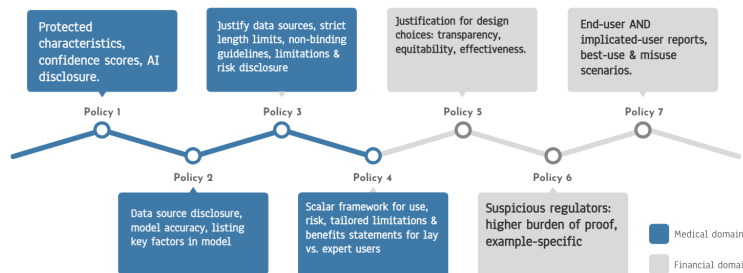 Protected
characteristics,
confidence scores, AI
disclosure.
Justify data sources, strict
length limits, non-binding
guidelines, limitations &
risk disclosure
Justification for design
choices: transparency,
equitability, effectiveness.
End-user AND
implicated-user reports,
best-use & misuse
scenarios.
Policy 1
Policy 3
Policy 5
Policy 7
Policy 2
Policy 4
Policy 6
Data source disclosure,
model accuracy, listing
key factors in model
Scalar framework for use,
risk, tailored limitations &
benefits statements for lay
vs. expert users
Suspicious regulators:
higher burden of proof,
example-specific
Medical domain
Financial domai